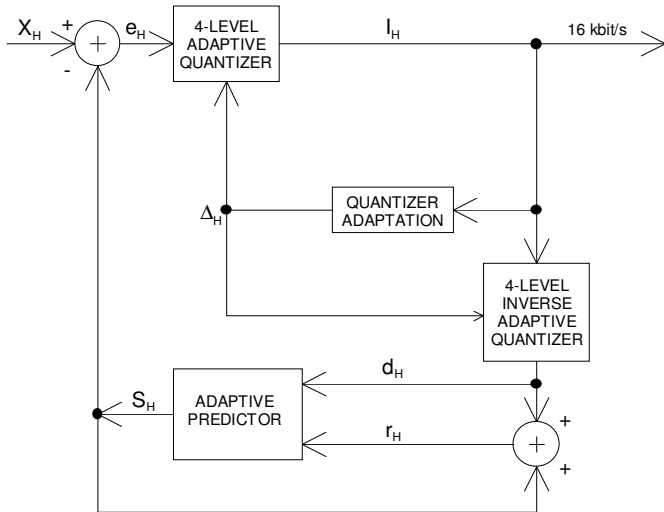 X_H
+
-
+
e_H
4-LEVEL
ADAPTIVE
QUANTIZER
I_H
16 kbit/s
Δ_H
QUANTIZER
ADAPTATION
4-LEVEL
INVERSE
ADAPTIVE
QUANTIZER
d_H
S_H
ADAPTIVE
PREDICTOR
r_H
+
+
+